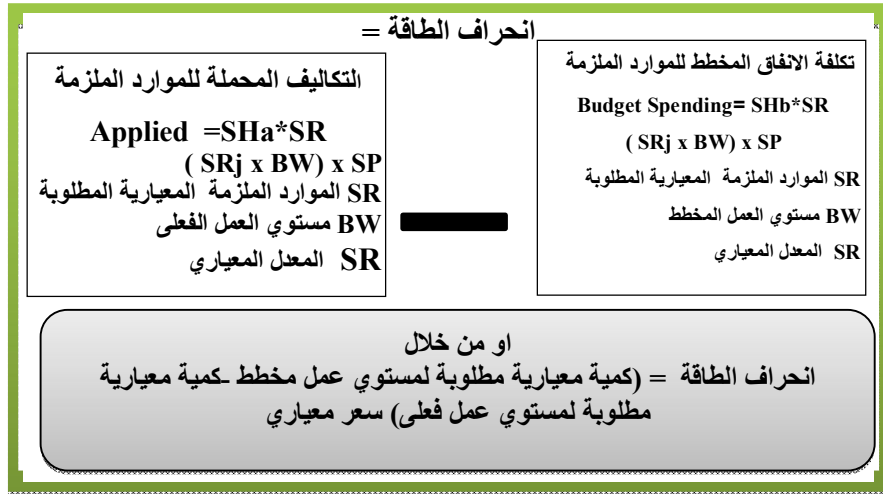 انحراف الطاقة =
تكلفة الانفاق المخطط للموارد الملزمة
Budget Spending= SHb*SR
( SRj x BW) x SP
SR الموارد الملزمة المعيارية المطلوبة
BW مستوي العمل المخطط
SR المعدل المعياري
التكاليف المحملة للموارد الملزمة
Applied =SHa*SR
( SRj x BW) x SP
SR الموارد الملزمة المعيارية المطلوبة
BW مستوي العمل الفعلى
SR المعدل المعياري
او من خلال
انحراف الطاقة = (كمية معيارية مطلوبة لمستوي عمل مخطط -كمية معيارية
مطلوبة لمستوي عمل فعلى) سعر معياري